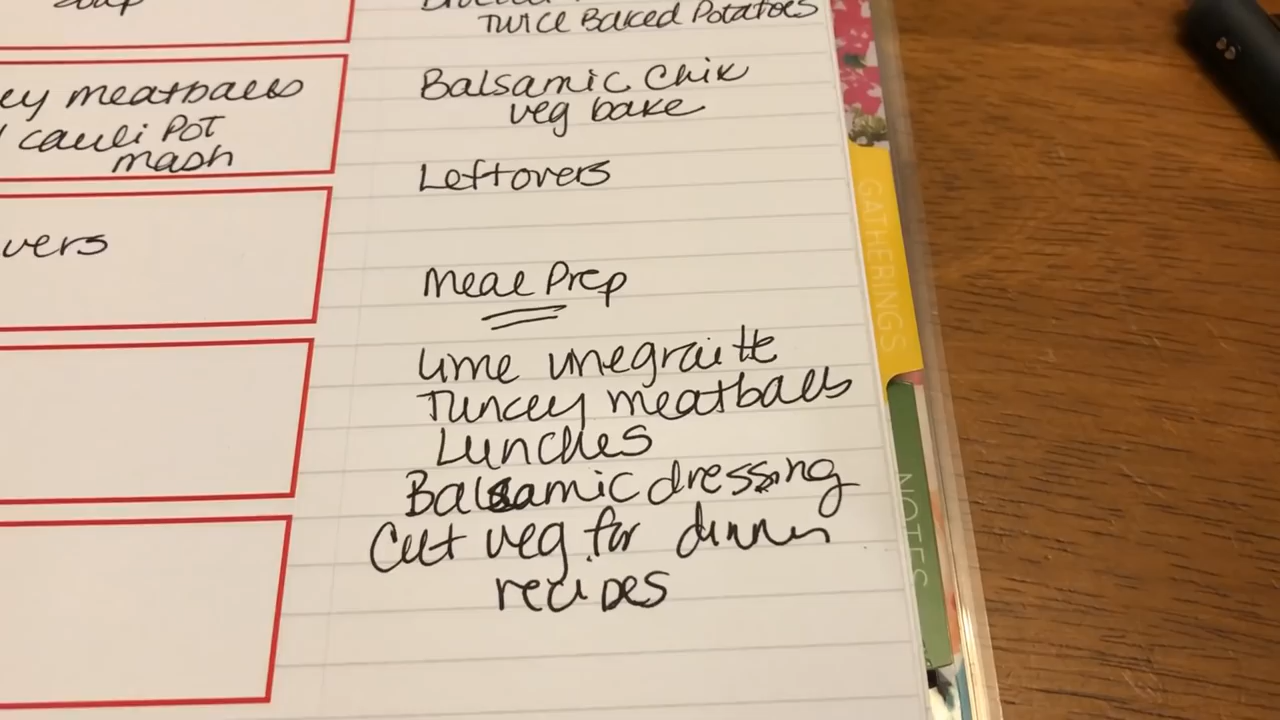 soup
TWICE BAKED POTATOES
ey meatballs
cauli POT
mash
Balsamic Chik
veg bake
vers
Leftovers
Meal Prep
Lime vinegraitte
Turkey meatballs
Lunches
Balsamic dressing
Cut veg for dinner
recipes
GATHERINGS
NOTES